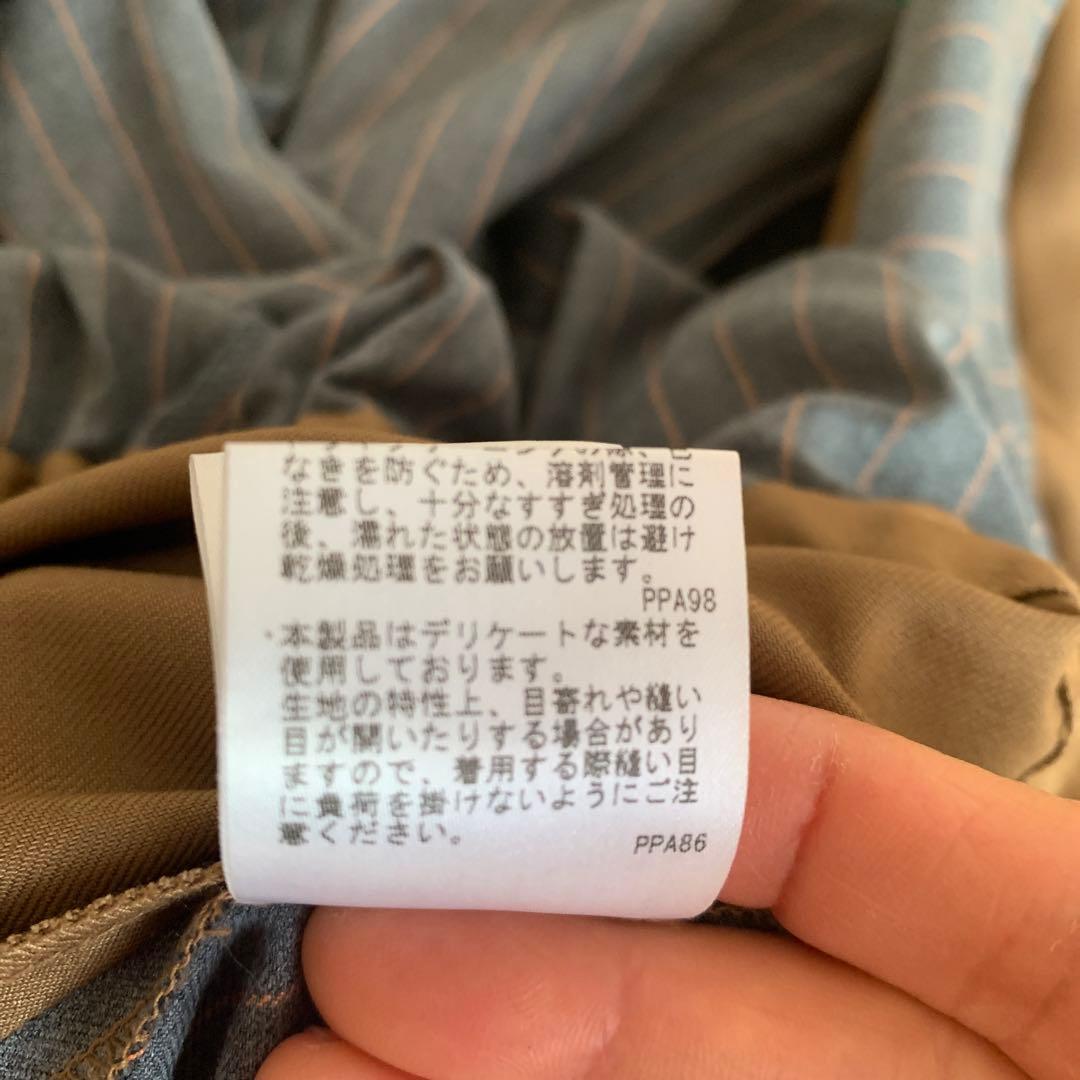 なきを防ぐため、溶剤管理に
注意し、十分なすすぎ処理の
後、濡れた状態の放置は避け
乾燥処理をお願いします。
PPA98
・本製品はデリケートな素材を
使用しております。
生地の特性上、目寄れや縫い
目が開いたりする場合があり
ますので、着用する際縫い目
に負荷を掛けないようにご注
意ください。
PPA86